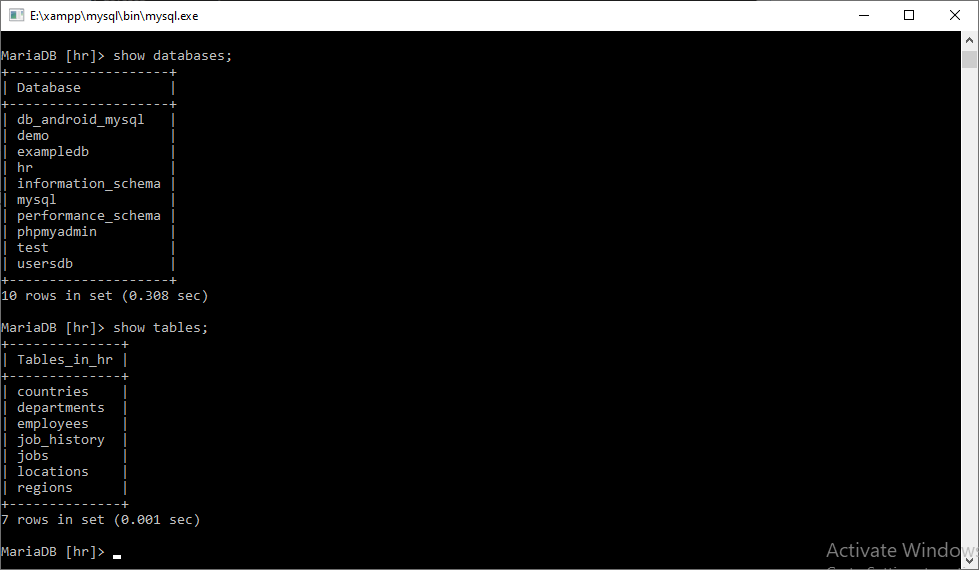 E:\xampp\mysql\bin\mysql.exe
MariaDB [hr]> show databases;
+--------------------+
| Database           |
+--------------------+
| db_android_mysql   |
| demo               |
| exampledb          |
| hr                 |
| information_schema |
| mysql              |
| performance_schema |
| phpmyadmin         |
| test               |
| usersdb            |
+--------------------+
10 rows in set (0.308 sec)
MariaDB [hr]> show tables;
+--------------+
| Tables_in_hr |
+--------------+
| countries    |
| departments  |
| employees    |
| job_history  |
| jobs         |
| locations    |
| regions      |
+--------------+
7 rows in set (0.001 sec)
MariaDB [hr]>
Activate Windows